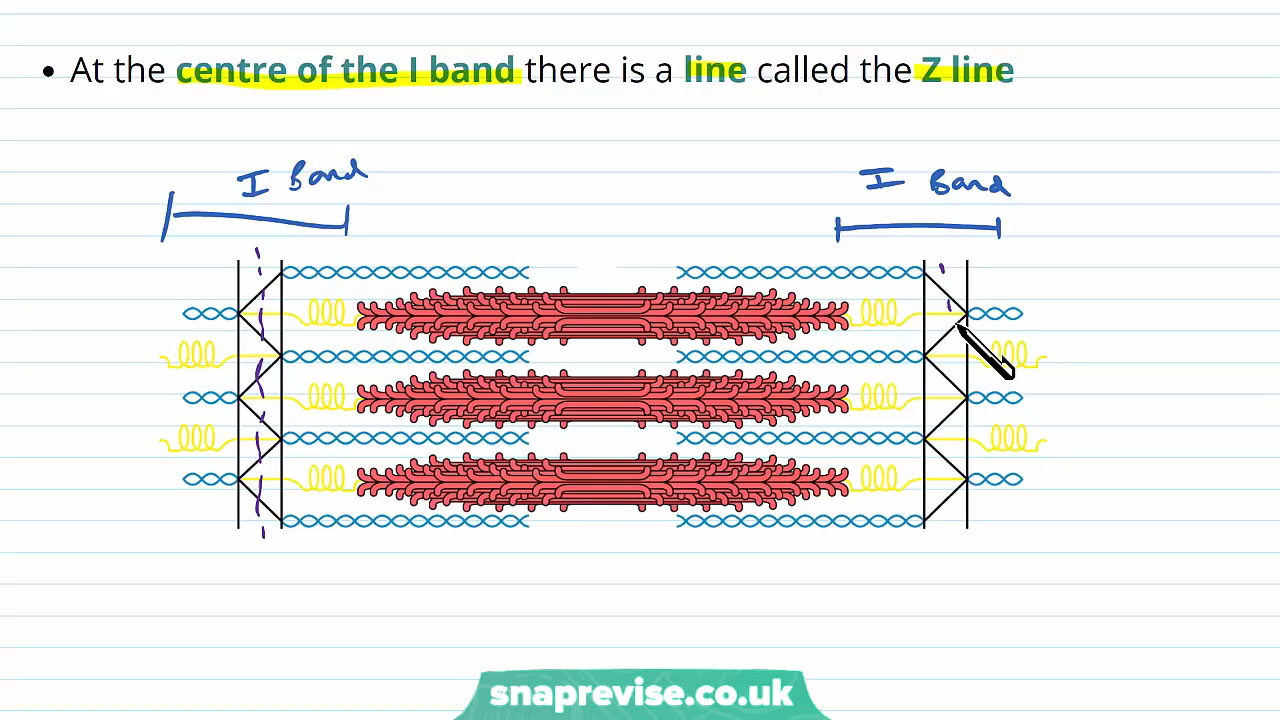 • At the centre of the I band there is a line called the Z line
I Band
I Band
snaprevise.co.uk